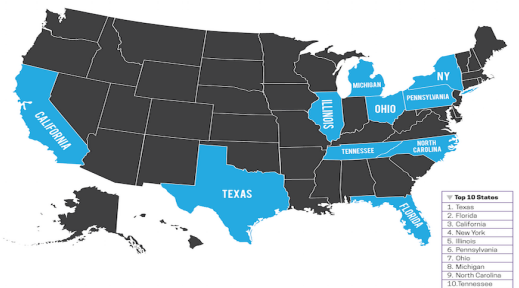 MICHIGAN
NY
PENNSYLVANIA
OHIO
ILLINOIS
CALIFORNIA
NORTH
CAROLINA
TENNESSEE
TEXAS
FLORIDA
Top 10 States
1. Texas
2. Florida
3. California
4. New York
5. Illinois
6. Pennsylvania
7. Ohio
8. Michigan
9. North Carolina
10.Tennessee